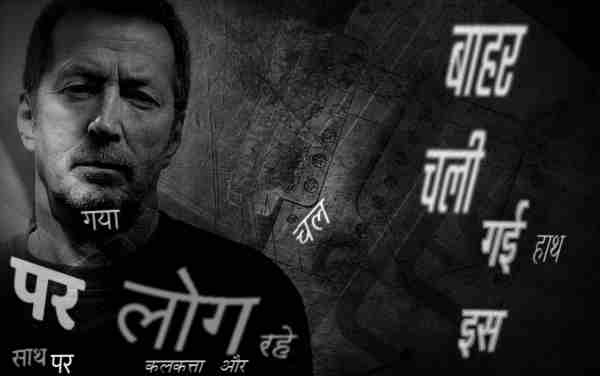 बाहर
चली
गया
चल
गई हाथ
पर लोग रहे
इस
साथ पर कलकत्ता और